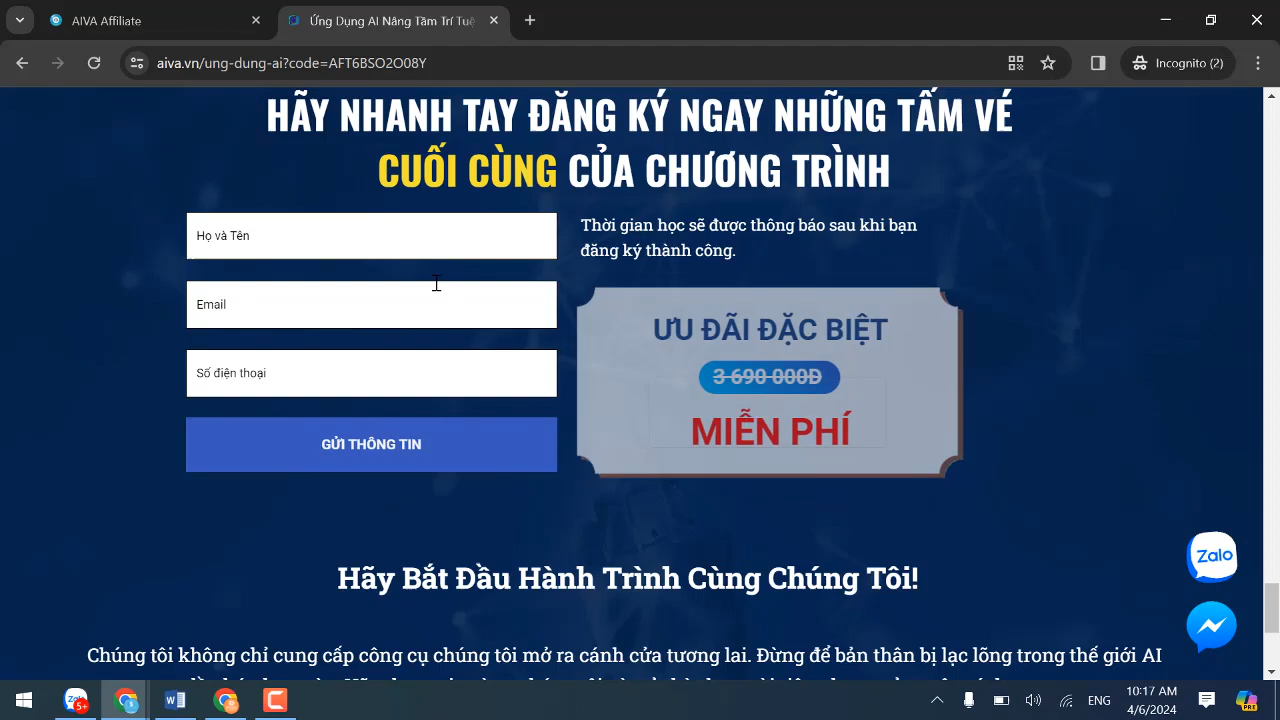 AIVA Affiliate
Ứng Dụng AI Nâng Tầm Trí Tuệ
aiva.vn/ung-dung-ai?code=AFT6BSO2O08Y
Incognito (2)
HÃY NHANH TAY ĐĂNG KÝ NGAY NHỮNG TẤM VÉ
CUỐI CÙNG CỦA CHƯƠNG TRÌNH
Họ và Tên
Email
Số điện thoại
GỬI THÔNG TIN
Thời gian học sẽ được thông báo sau khi bạn
đăng ký thành công.
ƯU ĐÃI ĐẶC BIỆT
3 690 000Đ
MIỄN PHÍ
Zalo
Hãy Bắt Đầu Hành Trình Cùng Chúng Tôi!
Chúng tôi không chỉ cung cấp công cụ chúng tôi mở ra cánh cửa tương lai. Đừng để bản thân bị lạc lõng trong thế giới AI
Zalo
5+
W
ENG
10:17 AM
4/6/2024
PRE